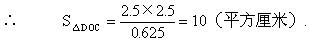 ∴ S△DOC = 2.5×2.5/0.625 = 10（平方厘米）.